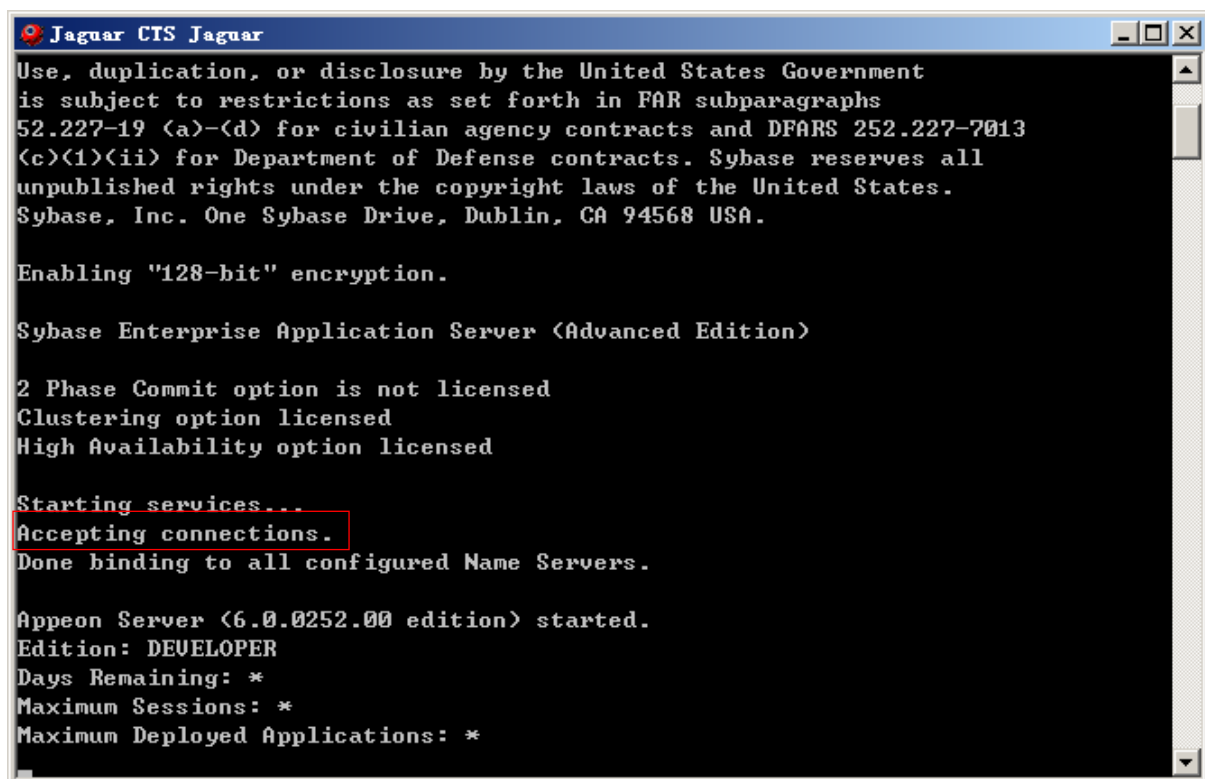 Jaguar CTS Jaguar
Use, duplication, or disclosure by the United States Government
is subject to restrictions as set forth in FAR subparagraphs
52.227-19 (a)-(d) for civilian agency contracts and DFARS 252.227-7013
(c)(1)(ii) for Department of Defense contracts. Sybase reserves all
unpublished rights under the copyright laws of the United States.
Sybase, Inc. One Sybase Drive, Dublin, CA 94568 USA.
Enabling "128-bit" encryption.
Sybase Enterprise Application Server (Advanced Edition)
2 Phase Commit option is not licensed
Clustering option licensed
High Availability option licensed
Starting services...
Accepting connections.
Done binding to all configured Name Servers.
Appeon Server (6.0.0252.00 edition) started.
Edition: DEVELOPER
Days Remaining: *
Maximum Sessions: *
Maximum Deployed Applications: *